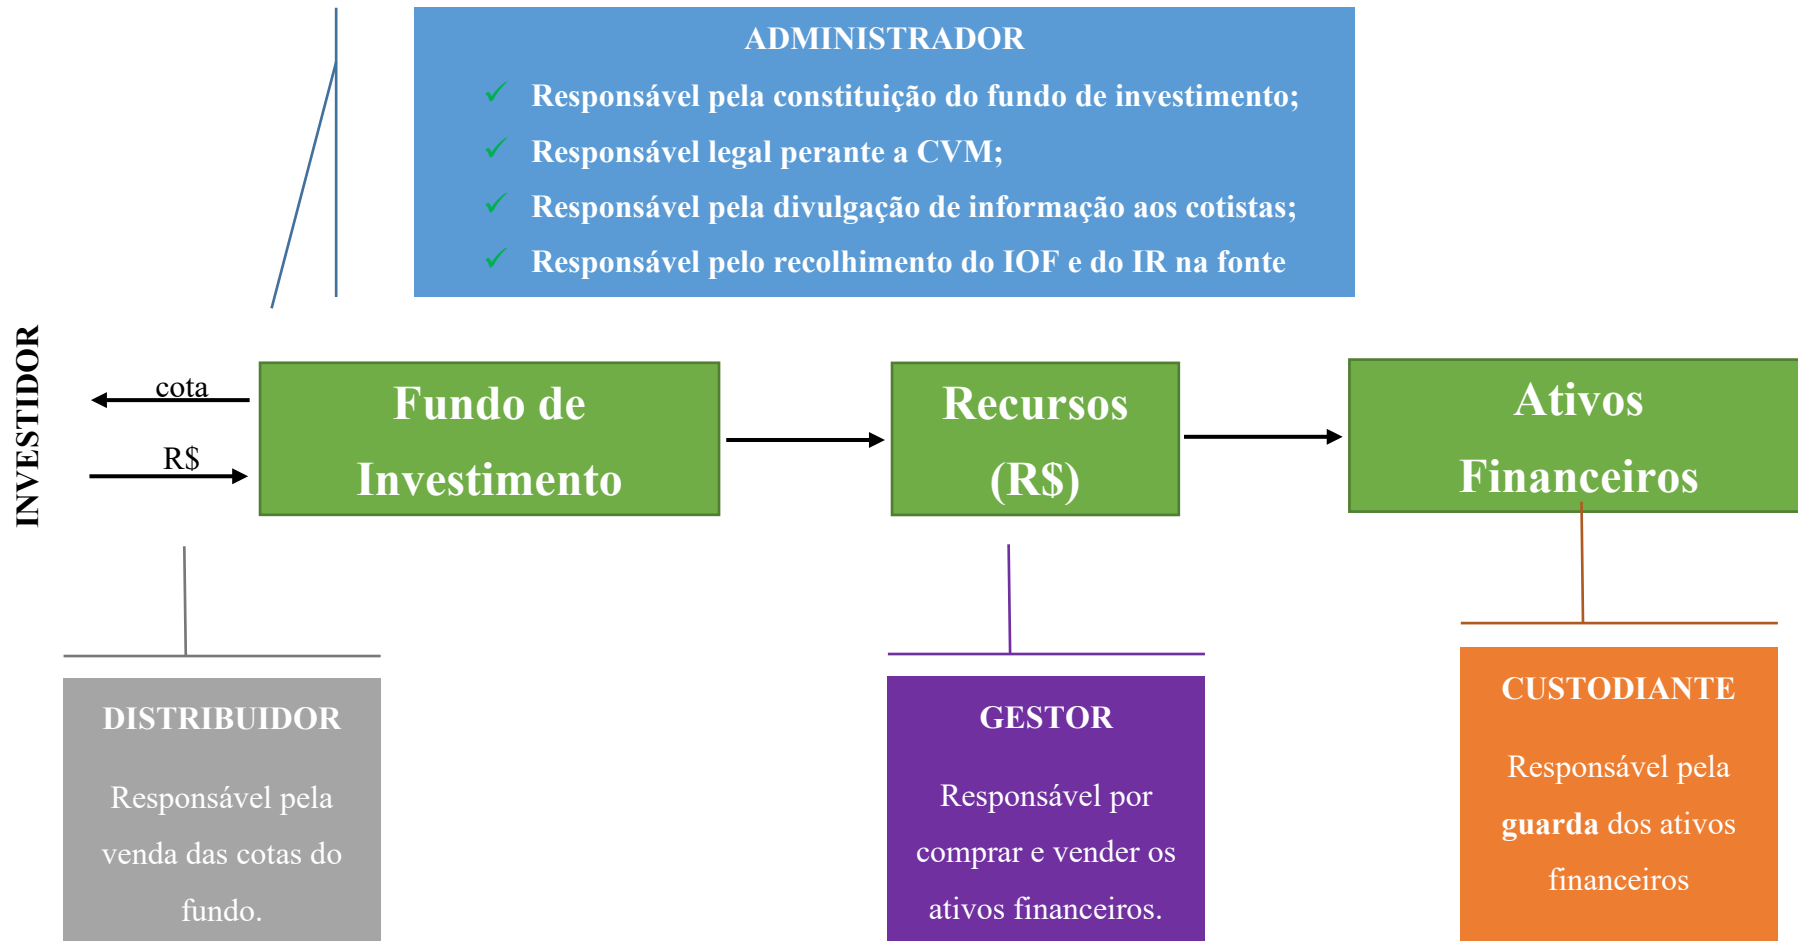 ADMINISTRADOR
✓ Responsável pela constituição do fundo de investimento;
✓ Responsável legal perante a CVM;
✓ Responsável pela divulgação de informação aos cotistas;
✓ Responsável pelo recolhimento do IOF e do IR na fonte
INVESTIDOR
cota
R$
Fundo de
Investimento
Recursos
(R$)
Ativos
Financeiros
DISTRIBUIDOR
Responsável pela
venda das cotas do
fundo.
GESTOR
Responsável por
comprar e vender os
ativos financeiros.
CUSTODIANTE
Responsável pela
guarda dos ativos
financeiros